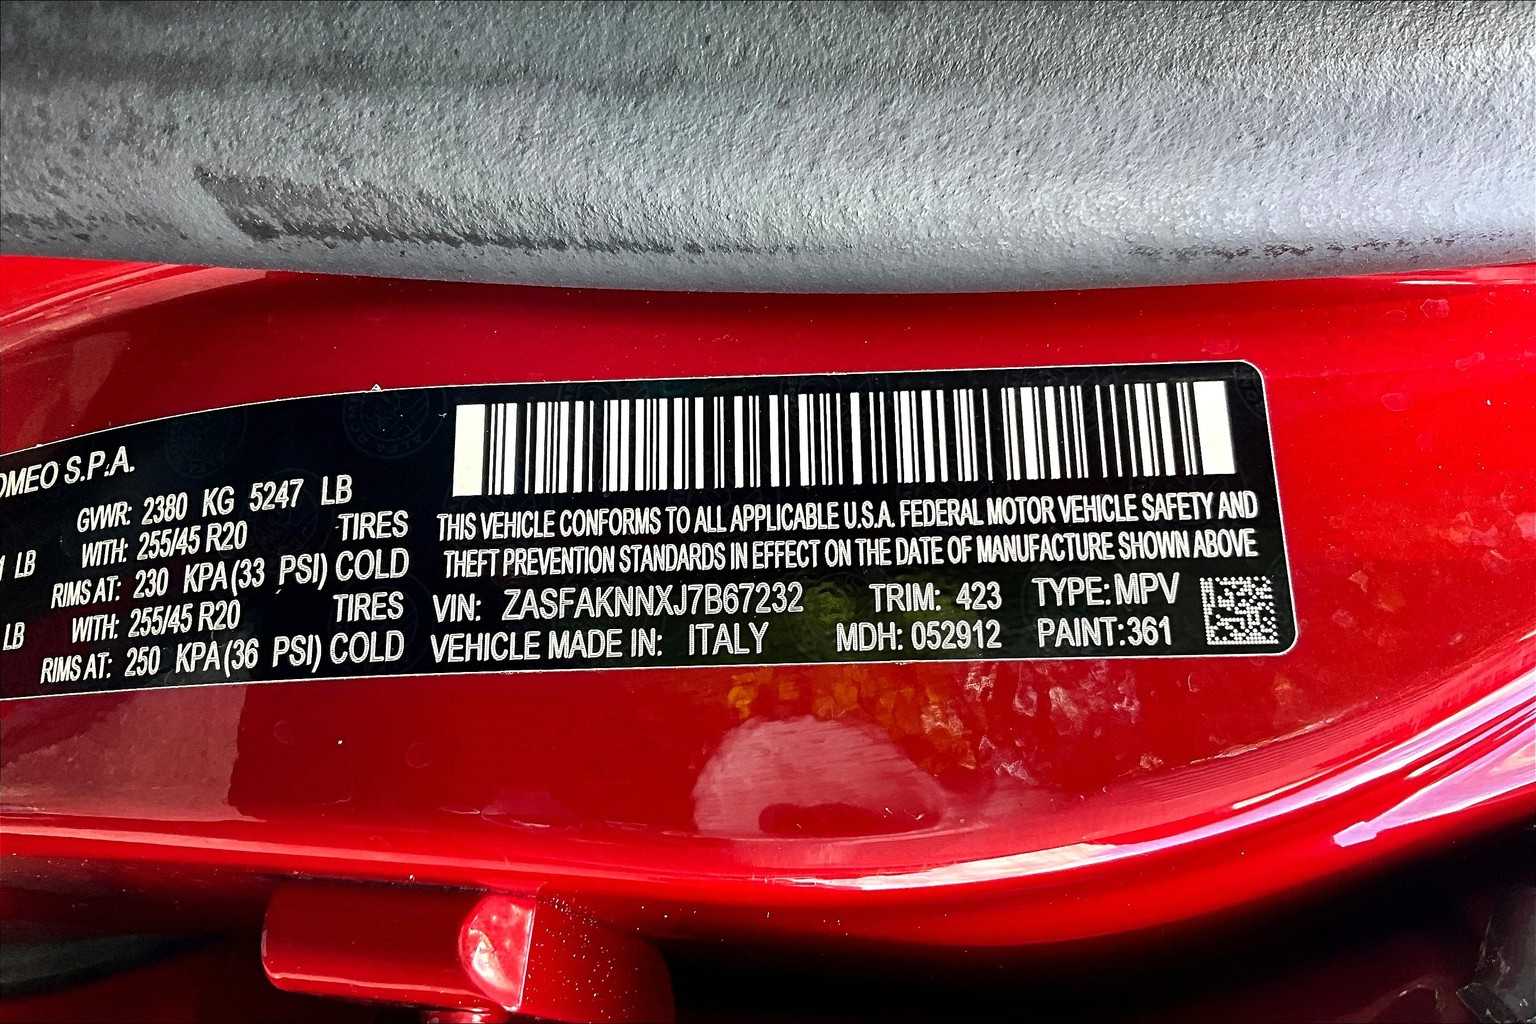 OMEO S.P.A.
GVWR: 2380 KG 5247 LB
WITH: 255/45 R20 TIRES
1 LB RIMS AT: 230 KPA(33 PSI) COLD
WITH: 255/45 R20 TIRES
LB RIMS AT: 250 KPA(36 PSI) COLD
THIS VEHICLE CONFORMS TO ALL APPLICABLE U.S.A. FEDERAL MOTOR VEHICLE SAFETY AND
THEFT PREVENTION STANDARDS IN EFFECT ON THE DATE OF MANUFACTURE SHOWN ABOVE
VIN: ZASFAKNNXJ7B67232 TRIM: 423 TYPE: MPV
VEHICLE MADE IN: ITALY MDH: 052912 PAINT:361